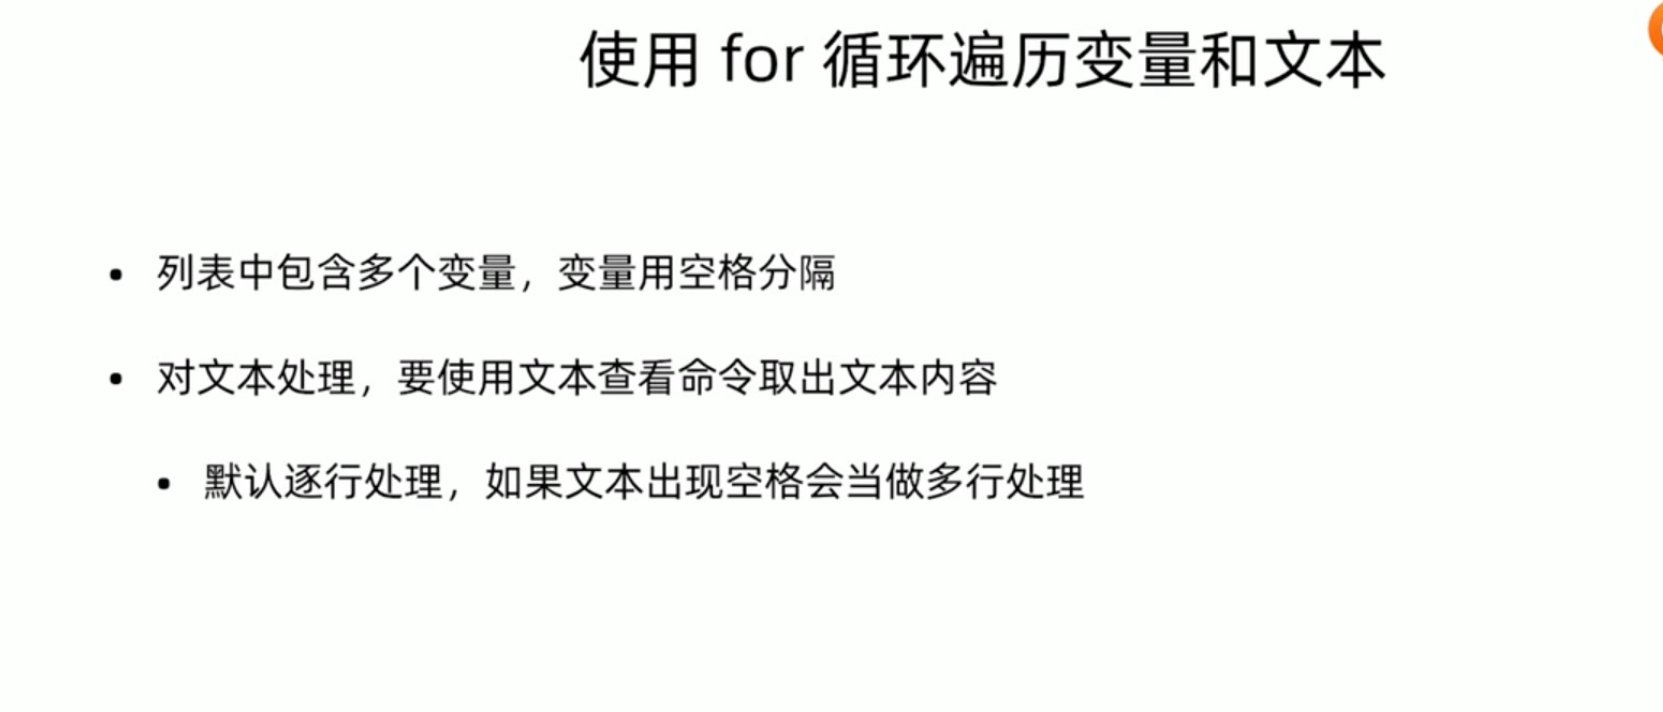 使用 for 循环遍历变量和文本
• 列表中包含多个变量，变量用空格分隔
• 对文本处理，要使用文本查看命令取出文本内容
• 默认逐行处理，如果文本出现空格会当做多行处理